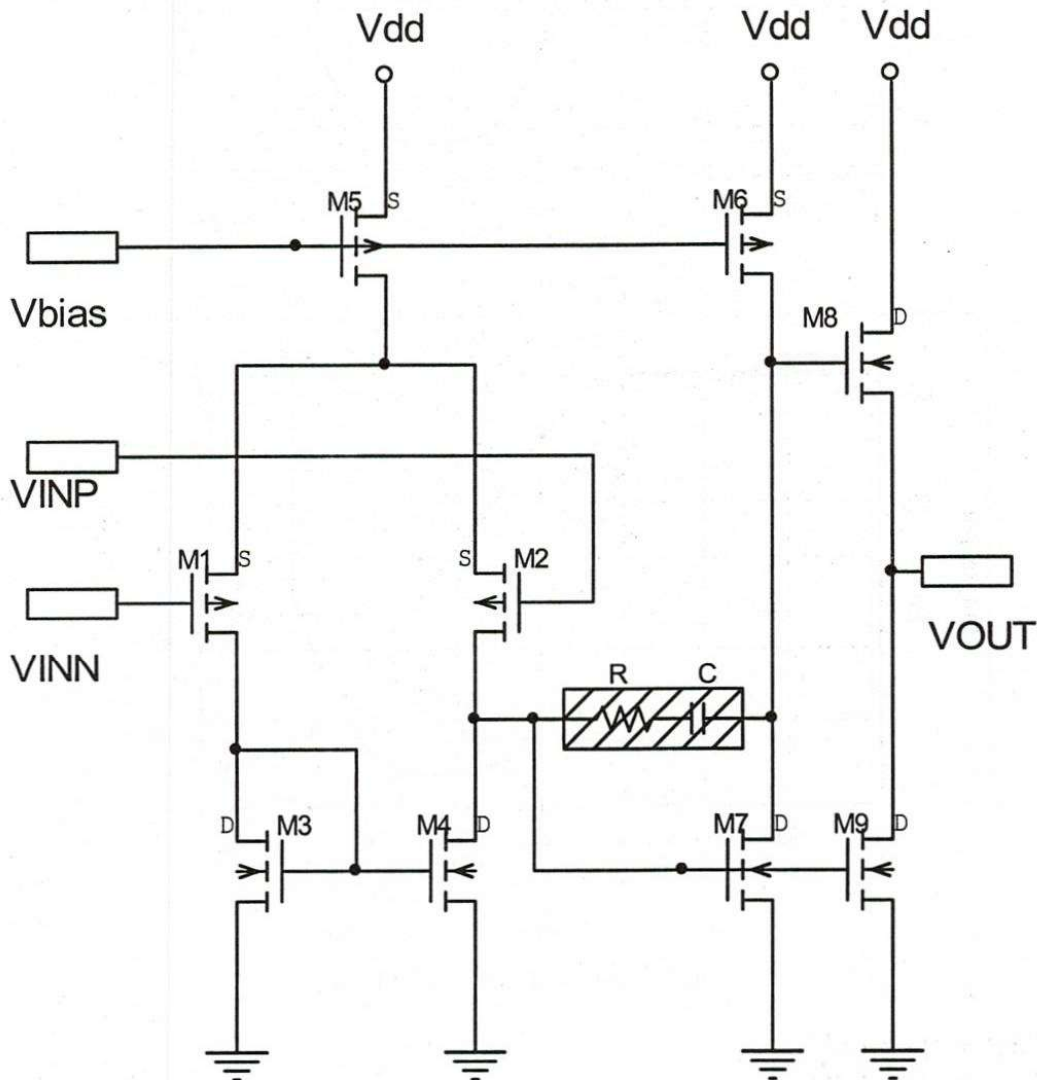 Vdd Vdd Vdd
M5 S M6 S
Vbias M8 D
VINP
M1 S S M2
VINN VOUT
R C
D M3 M4 D M7 D M9 D